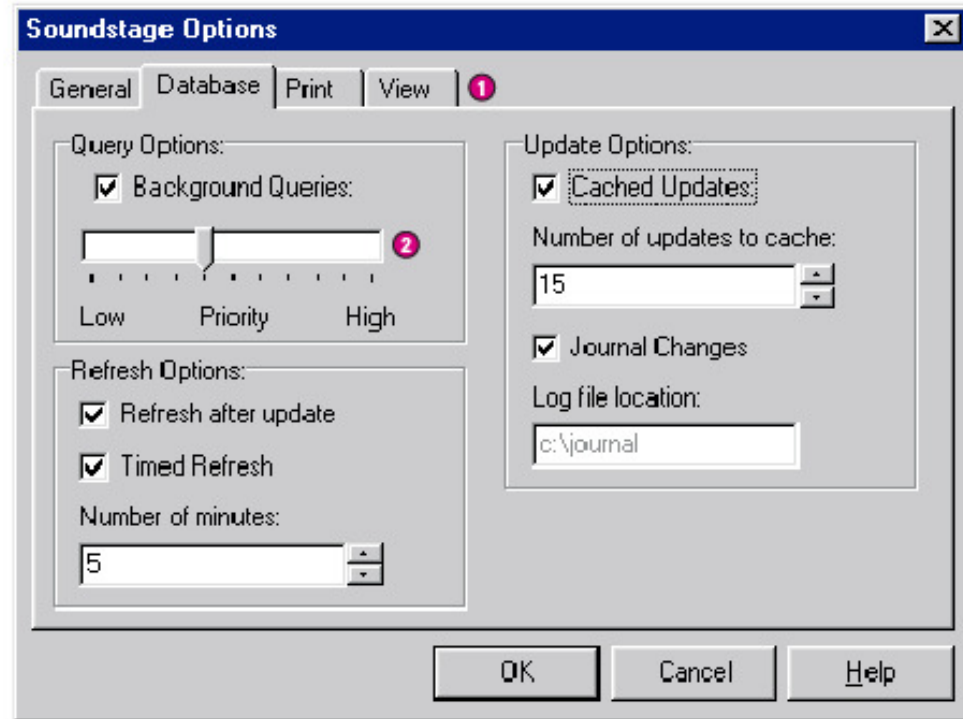 Soundstage Options
General Database Print View 1
Query Options:
Background Queries:
2
Low Priority High
Refresh Options:
Refresh after update
Timed Refresh
Number of minutes:
5
Update Options:
Cached Updates:
Number of updates to cache:
15
Journal Changes
Log file location:
c:\journal
OK Cancel Help